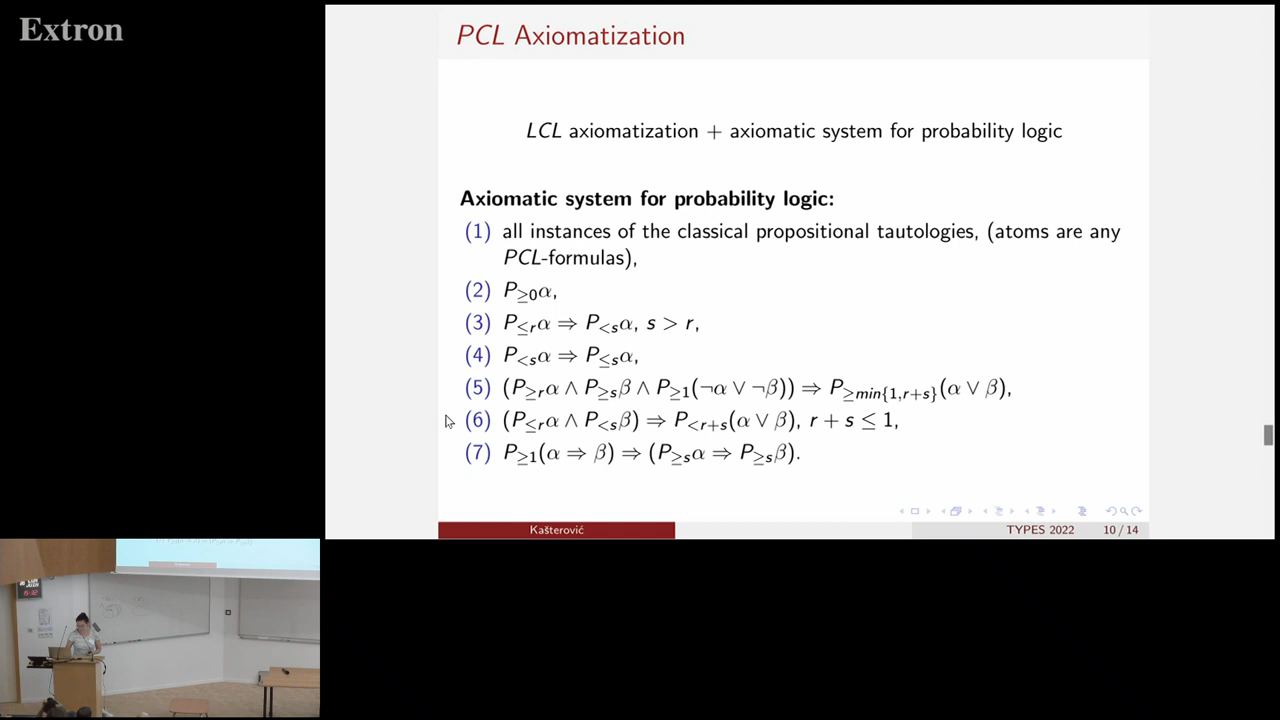 Extron
PCL Axiomatization
LCL axiomatization + axiomatic system for probability logic
Axiomatic system for probability logic:
(1) all instances of the classical propositional tautologies, (atoms are any
PCL-formulas),
(2) P≥0α,
(3) P≤rα ⇒ P<sα, s > r,
(4) P<sα ⇒ P≤sα,
(5) (P≥rα ∧ P≥sβ ∧ P≥1(¬α ∨ ¬β)) ⇒ P≥min{1,r+s}(α ∨ β),
(6) (P≤rα ∧ P<sβ) ⇒ P<r+s(α ∨ β), r + s ≤ 1,
(7) P≥1(α ⇒ β) ⇒ (P≥sα ⇒ P≥sβ).
Kašterović
TYPES 2022
10 / 14